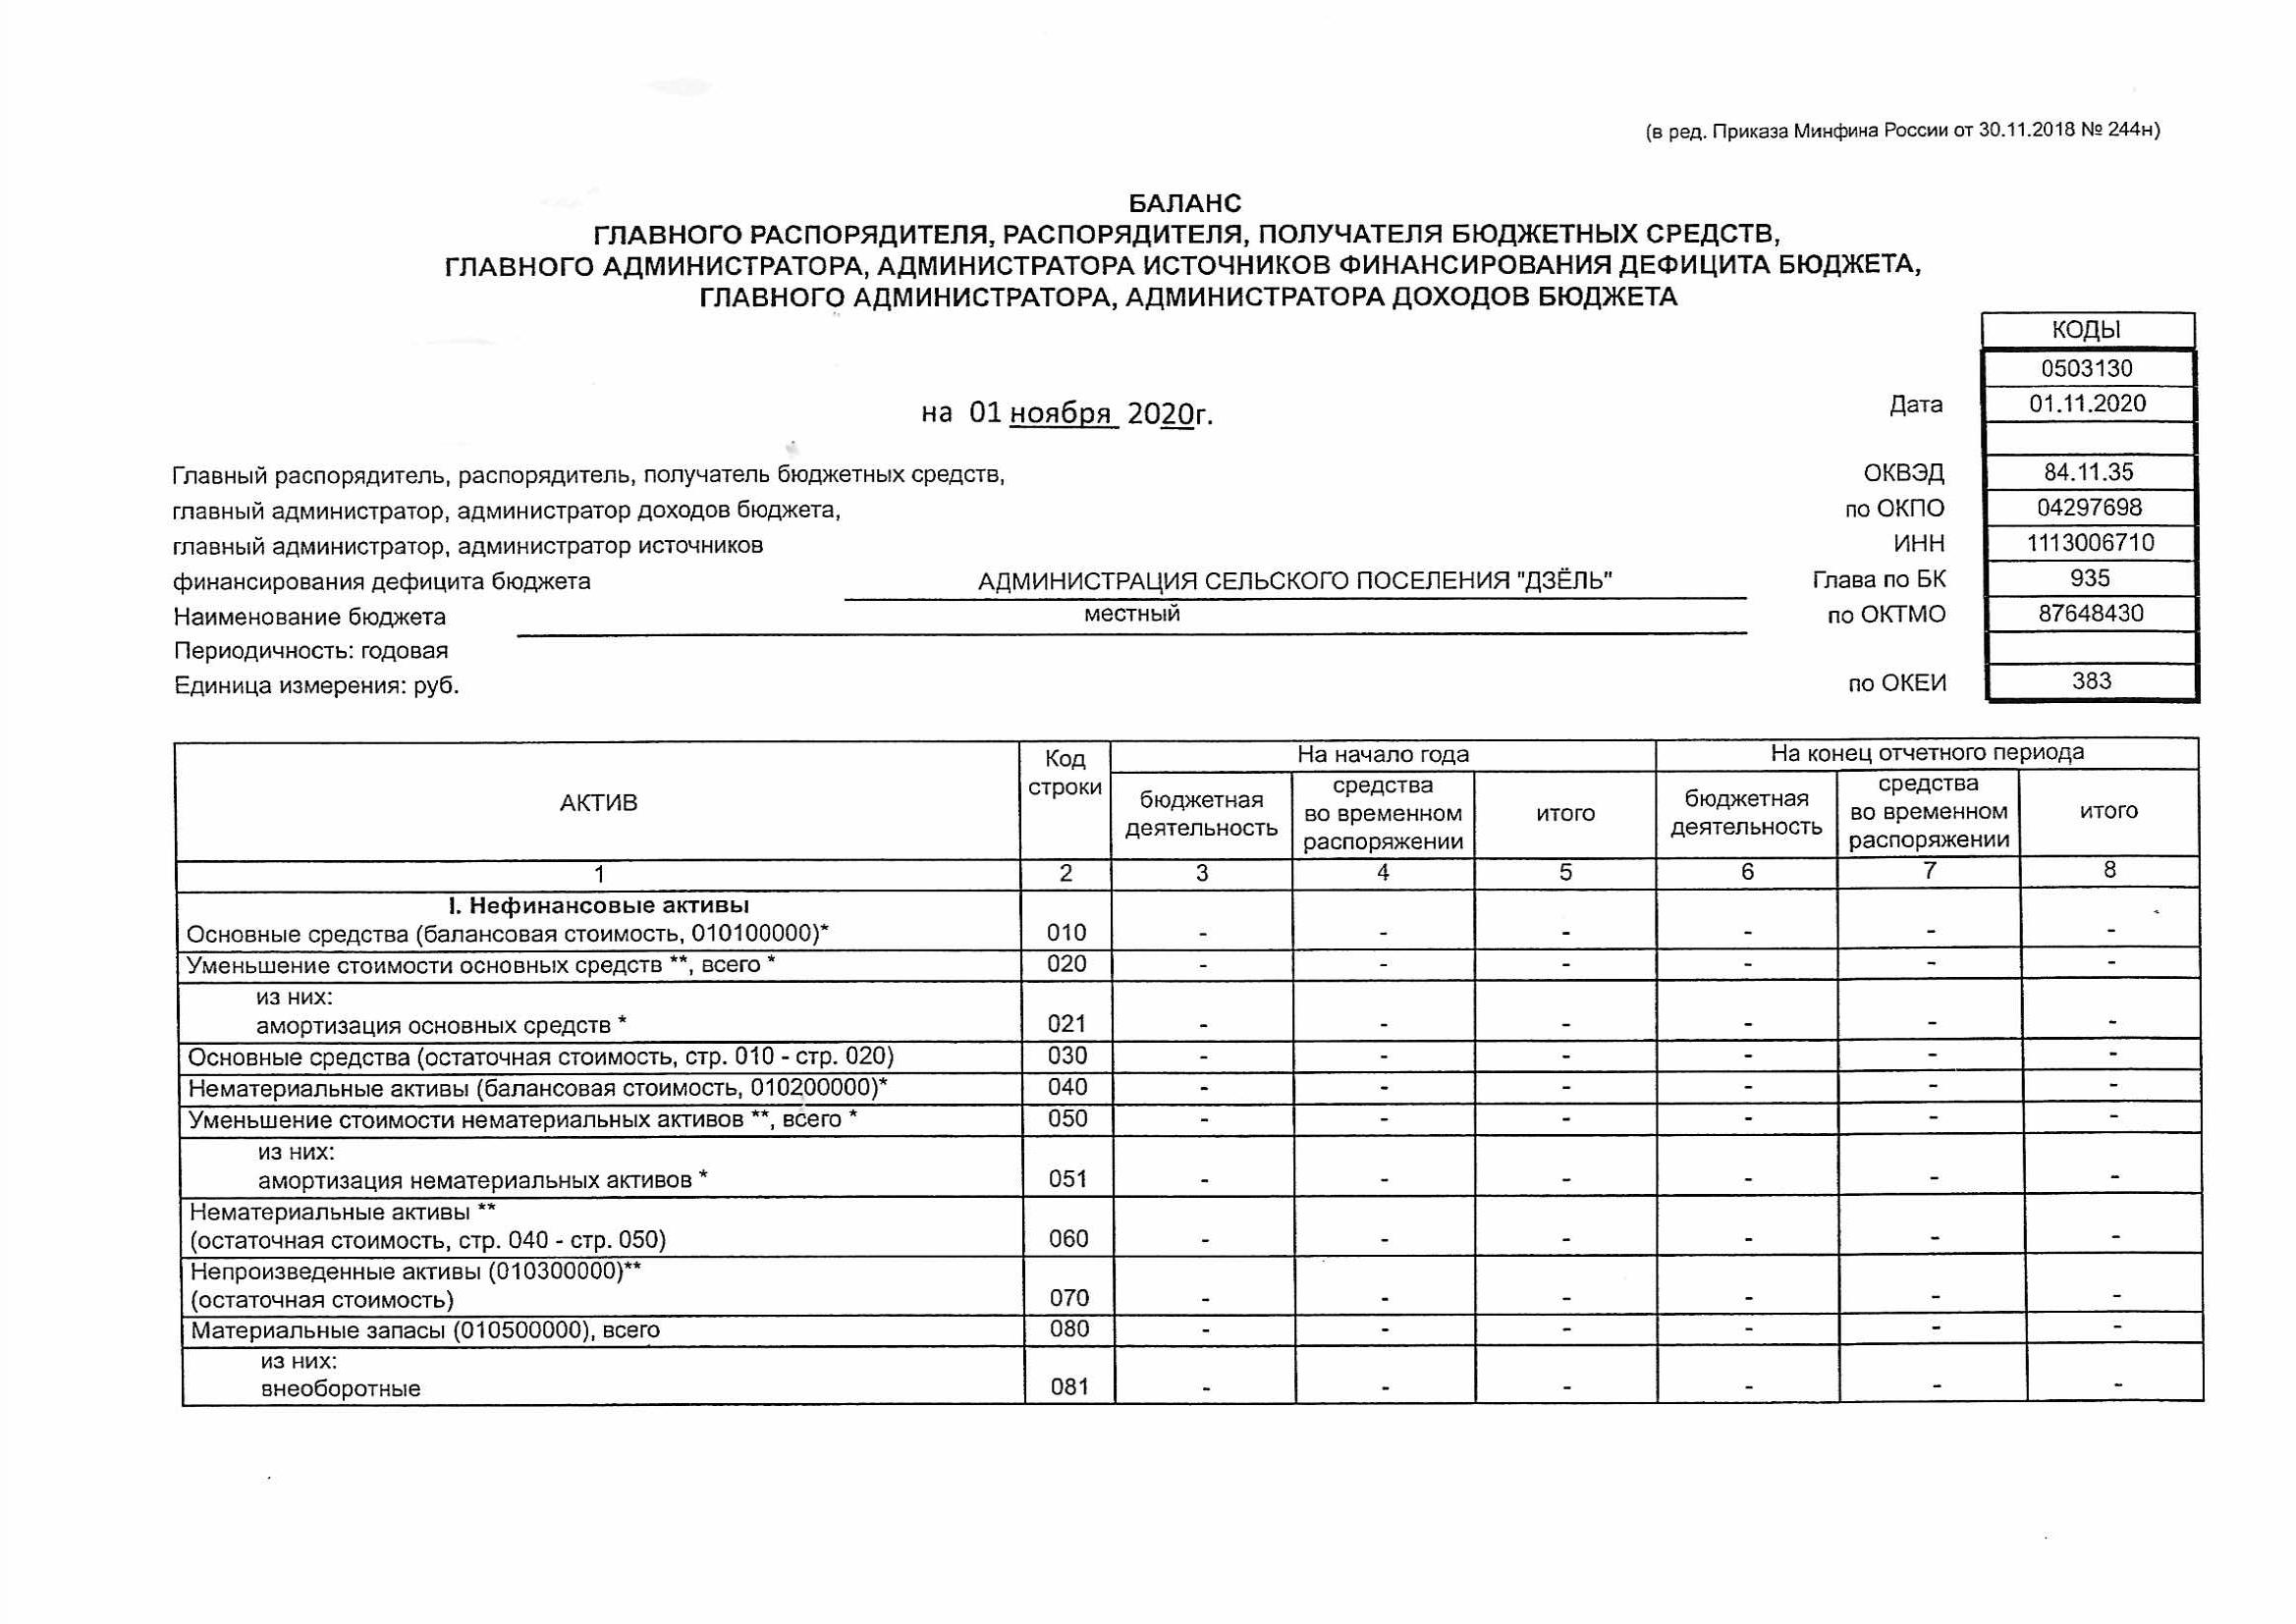 (в ред. Приказа Минфина России от 30.11.2018 № 244н)
БАЛАНС
ГЛАВНОГО РАСПОРЯДИТЕЛЯ, РАСПОРЯДИТЕЛЯ, ПОЛУЧАТЕЛЯ БЮДЖЕТНЫХ СРЕДСТВ,
ГЛАВНОГО АДМИНИСТРАТОРА, АДМИНИСТРАТОРА ИСТОЧНИКОВ ФИНАНСИРОВАНИЯ ДЕФИЦИТА БЮДЖЕТА,
ГЛАВНОГО АДМИНИСТРАТОРА, АДМИНИСТРАТОРА ДОХОДОВ БЮДЖЕТА
КОДЫ
0503130
на 01 ноября 2020г. Дата 01.11.2020
Главный распорядитель, распорядитель, получатель бюджетных средств, ОКВЭД 84.11.35
главный администратор, администратор доходов бюджета, по ОКПО 04297698
главный администратор, администратор источников ИНН 1113006710
финансирования дефицита бюджета АДМИНИСТРАЦИЯ СЕЛЬСКОГО ПОСЕЛЕНИЯ "ДЗЁЛЬ" Глава по БК 935
Наименование бюджета местный по ОКТМО 87648430
Периодичность: годовая
Единица измерения: руб. по ОКЕИ 383
АКТИВ
Код
строки
На начало года
На конец отчетного периода
бюджетная
деятельность
средства
во временном
распоряжении
итого
бюджетная
деятельность
средства
во временном
распоряжении
итого
1 2 3 4 5 6 7 8
I. Нефинансовые активы
Основные средства (балансовая стоимость, 010100000)* 010 - - - - - -
Уменьшение стоимости основных средств **, всего * 020 - - - - - -
из них:
амортизация основных средств * 021 - - - - - -
Основные средства (остаточная стоимость, стр. 010 - стр. 020) 030 - - - - - -
Нематериальные активы (балансовая стоимость, 010200000)* 040 - - - - - -
Уменьшение стоимости нематериальных активов **, всего * 050 - - - - - -
из них:
амортизация нематериальных активов * 051 - - - - - -
Нематериальные активы **
(остаточная стоимость, стр. 040 - стр. 050) 060 - - - - - -
Непроизведенные активы (010300000)**
(остаточная стоимость) 070 - - - - - -
Материальные запасы (010500000), всего 080 - - - - - -
из них:
внеоборотные 081 - - - - - -